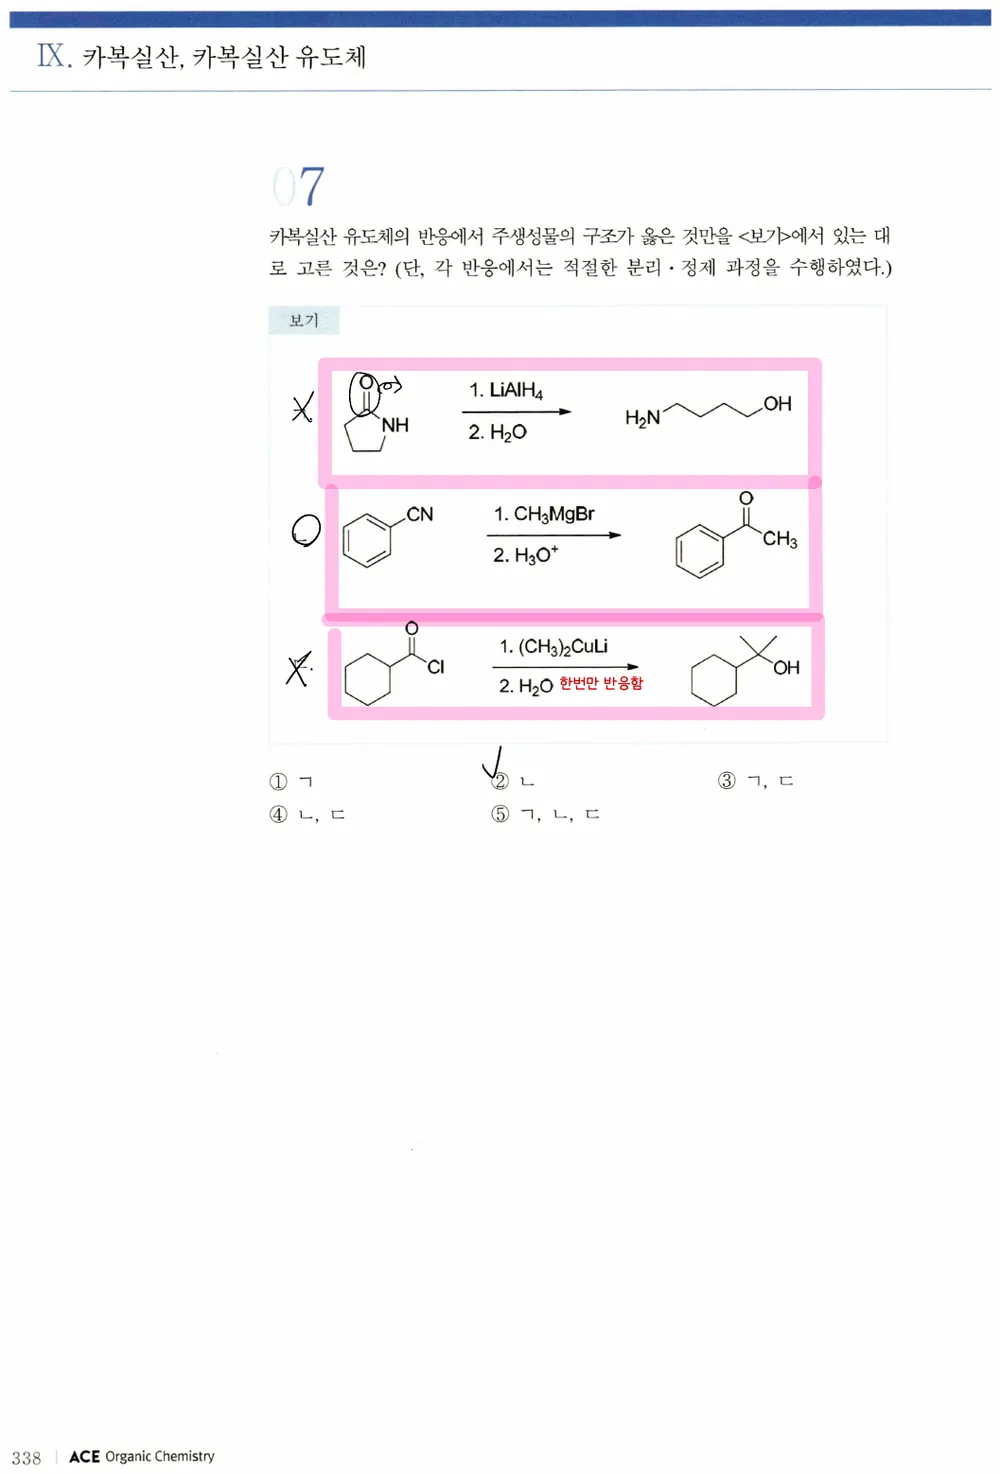 Ⅸ. 카복실산, 카복실산 유도체
07
카복실산 유도체의 반응에서 주생성물의 구조가 옳은 것만을 <보기>에서 있는 대
로 고른 것은? (단, 각 반응에서는 적절한 분리・정제 과정을 수행하였다.)
보기
O
NH
1. LiAlH4
2. H2O
H2N
OH
CN
1. CH3MgBr
2. H3O+
O
CH3
O
Cl
1. (CH3)2CuLi
2. H2O 한번만 반응함
OH
① ㄱ ② ㄴ ③ ㄱ, ㄷ
④ ㄴ, ㄷ ⑤ ㄱ, ㄴ, ㄷ
338 | ACE Organic Chemistry